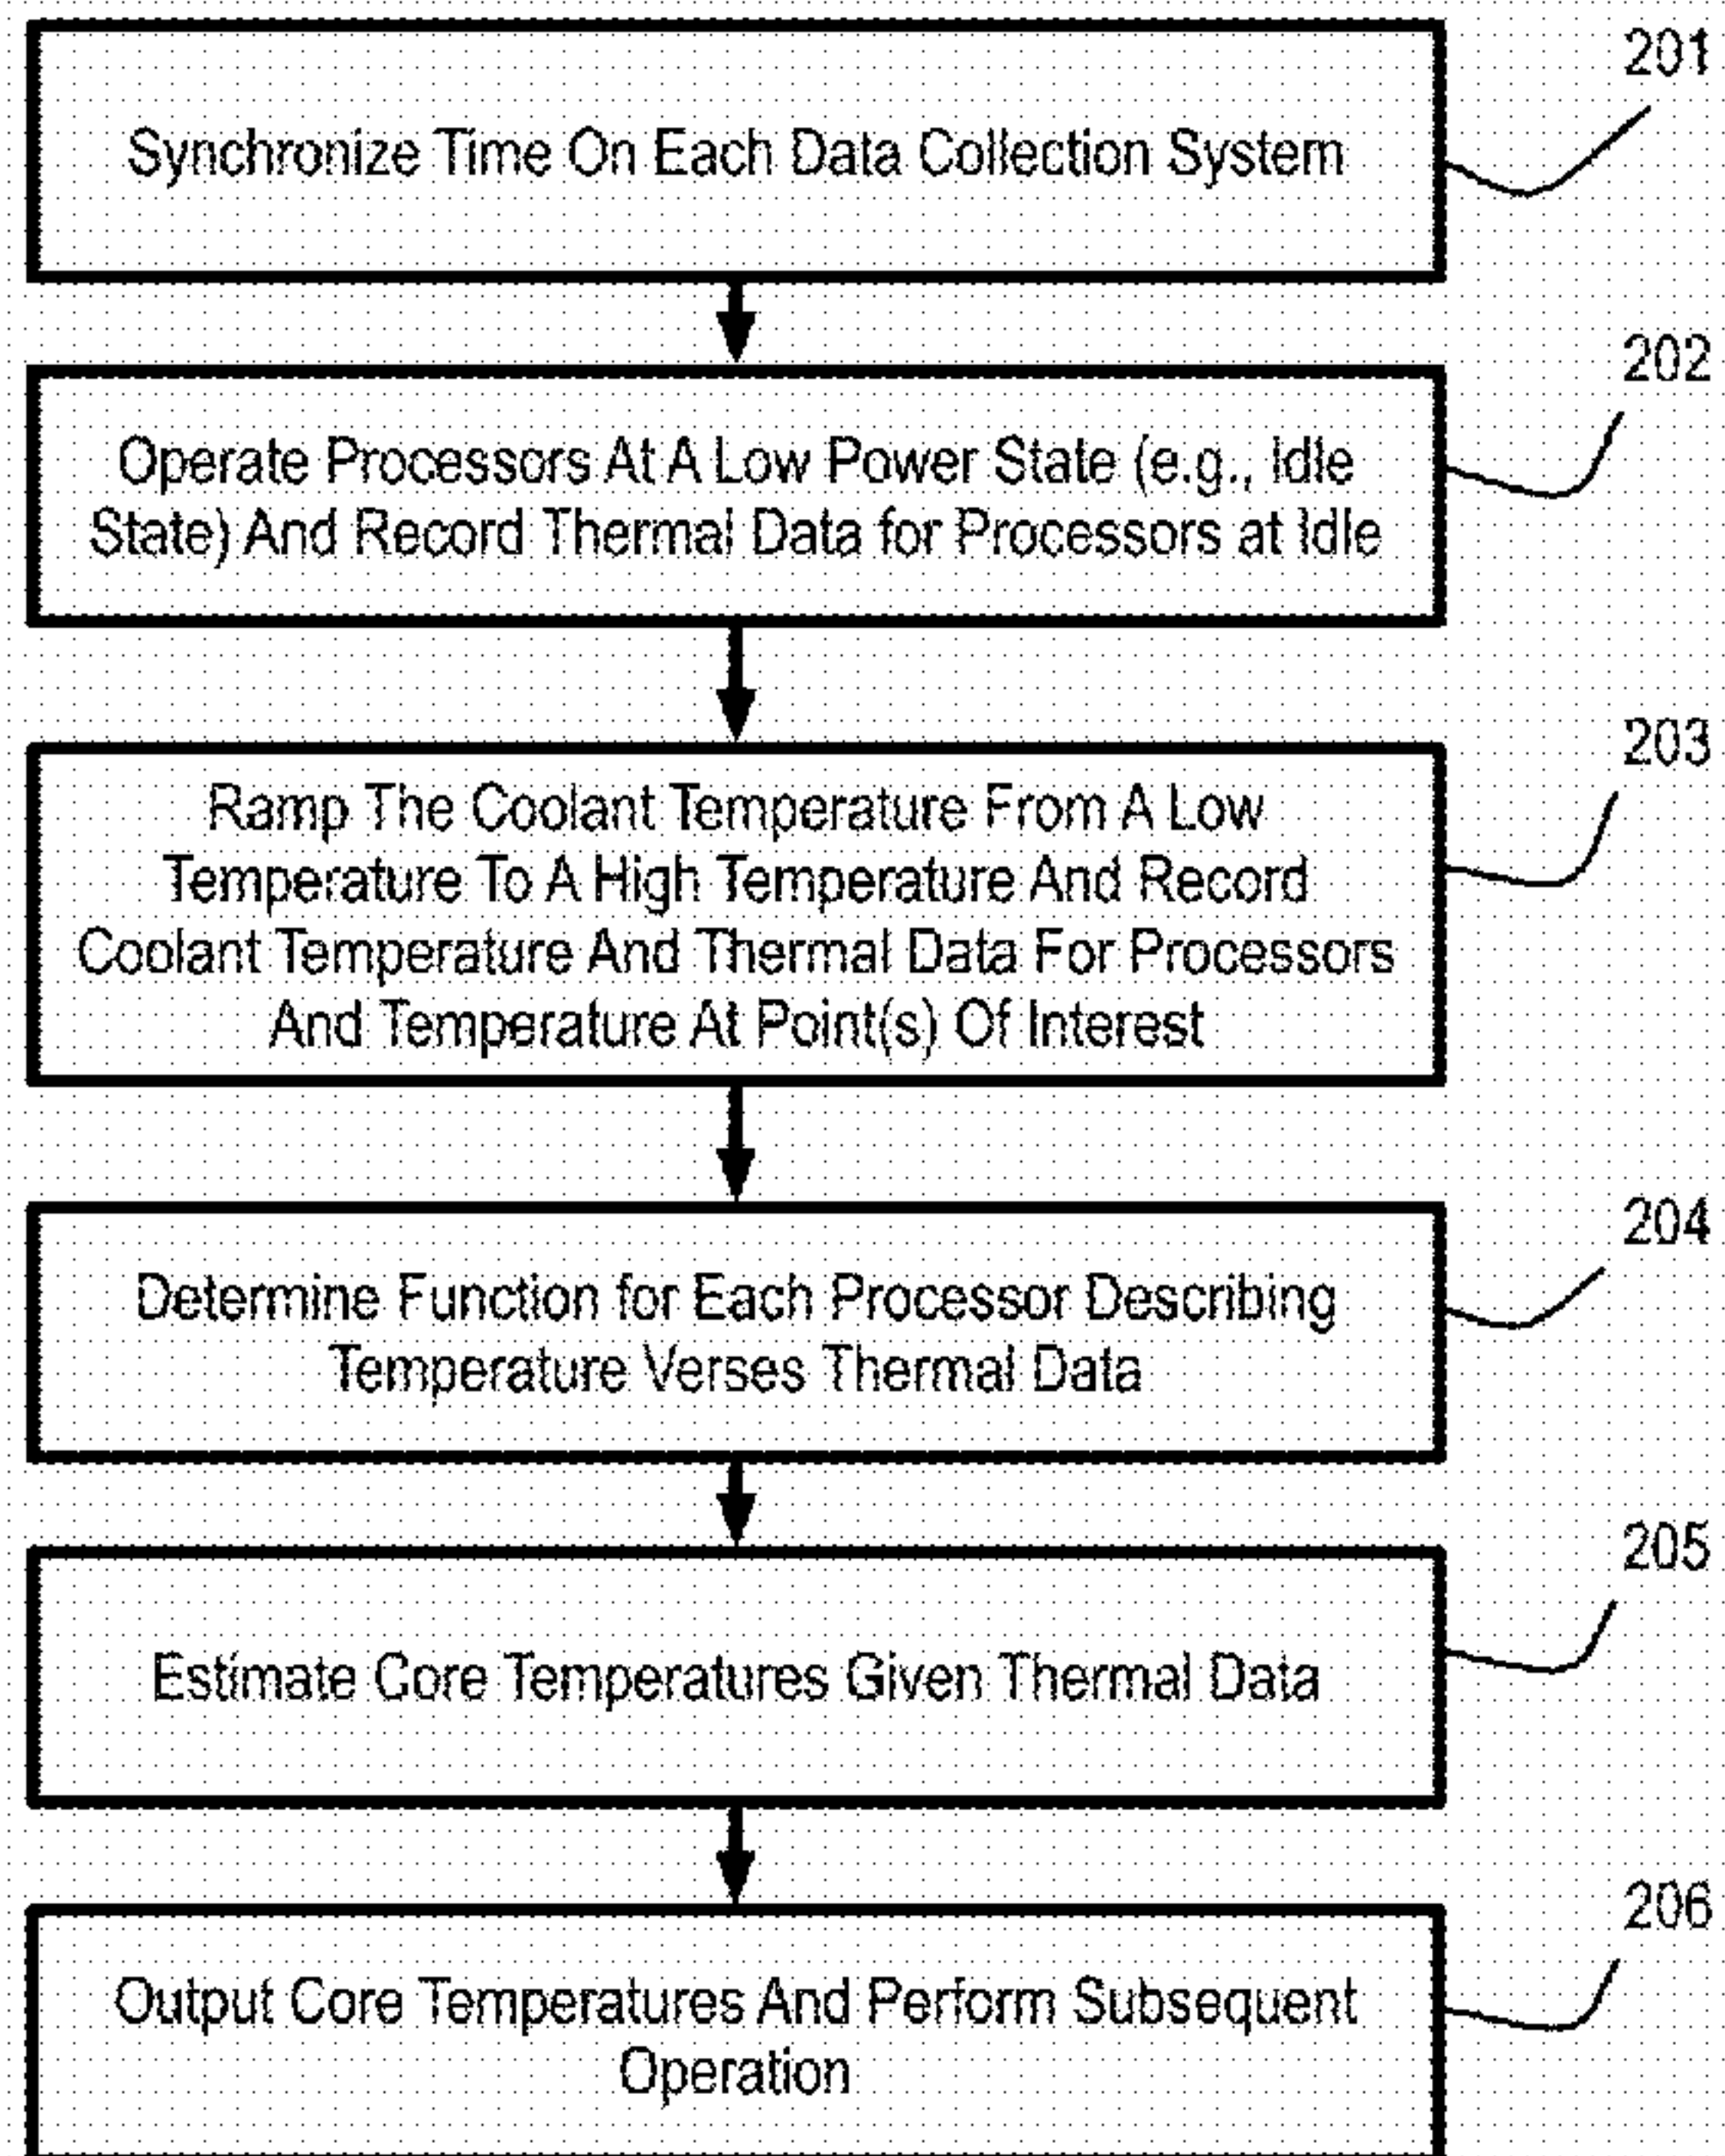 201
Synchronize Time On Each Data Collection System
202
Operate Processors At A Low Power State (e.g., Idle
State) And Record Thermal Data for Processors at Idle
203
Ramp The Coolant Temperature From A Low
Temperature To A High Temperature And Record
Coolant Temperature And Thermal Data For Processors
And Temperature At Point(s) Of Interest
204
Determine Function for Each Processor Describing
Temperature Verses Thermal Data
205
Estimate Core Temperatures Given Thermal Data
206
Output Core Temperatures And Perform Subsequent
Operation